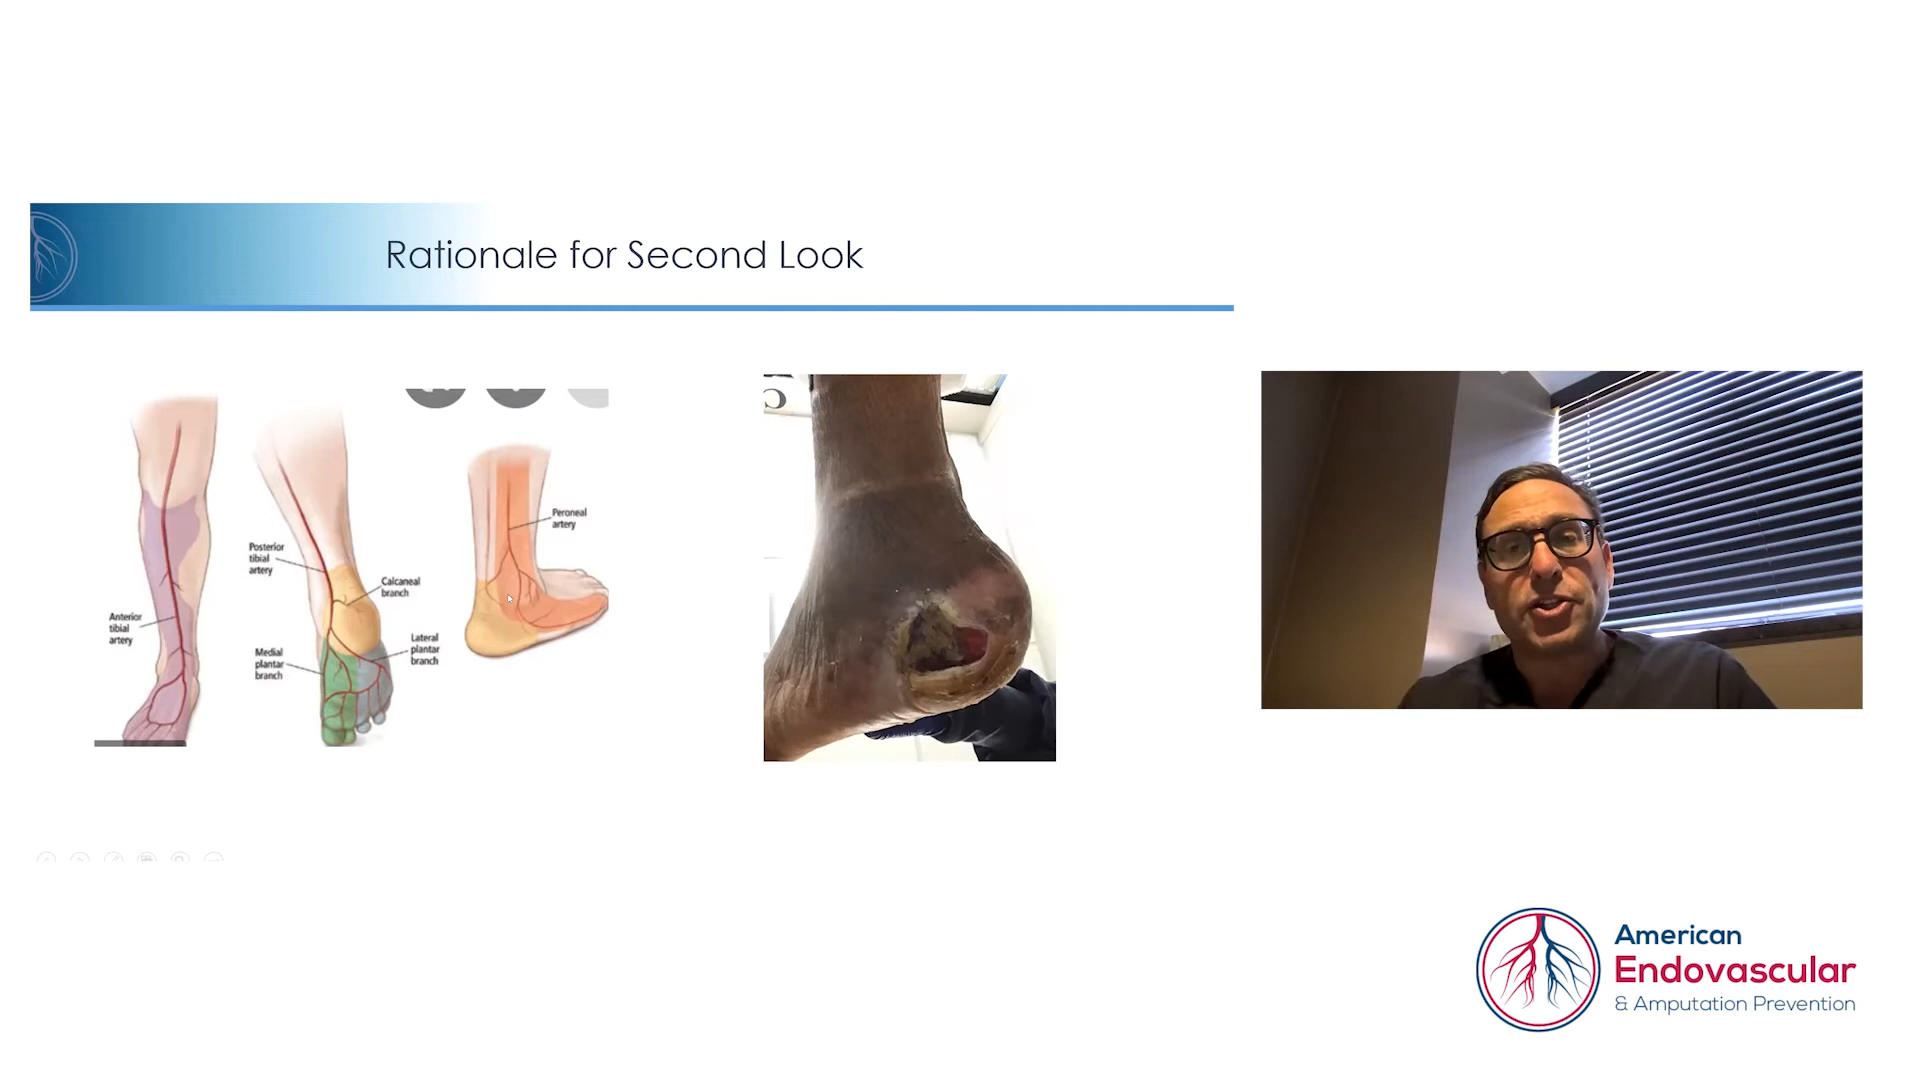 Rationale for Second Look
Anterior
tibial
artery
Posterior
tibial
artery
Calcaneal
branch
Medial
plantar
branch
Lateral
plantar
branch
Peroneal
artery
American
Endovascular
& Amputation Prevention